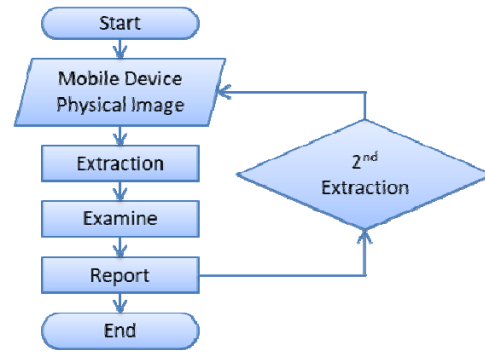 Start
Mobile Device
Physical Image
Extraction
2nd
Extraction
Examine
Report
End